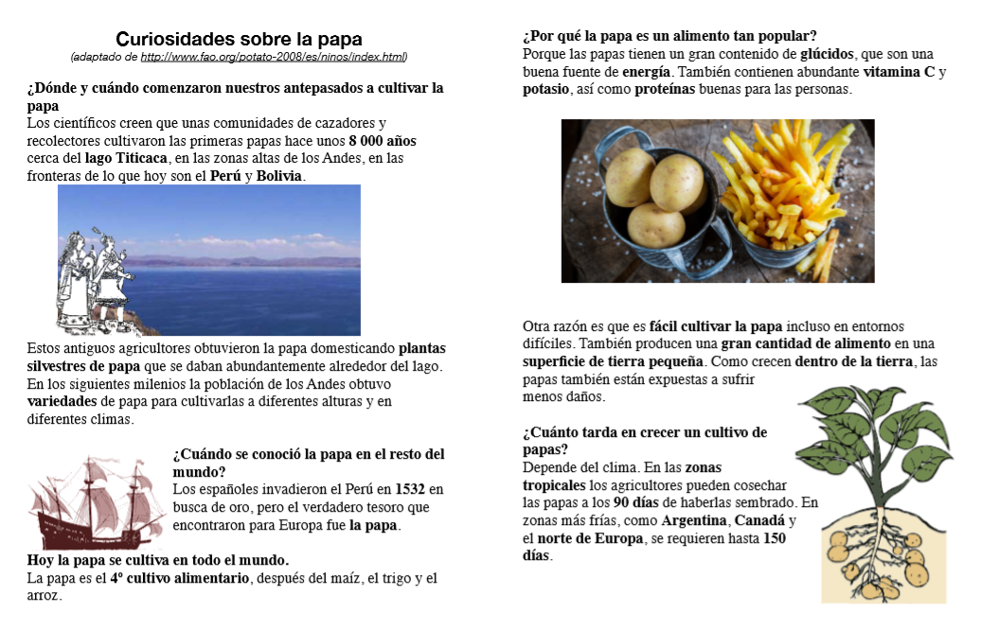 Curiosidades sobre la papa
(adaptado de http://www.fao.org/potato-2008/es/ninos/index.html)
¿Dónde y cuándo comenzaron nuestros antepasados a cultivar la
papa
Los científicos creen que unas comunidades de cazadores y
recolectores cultivaron las primeras papas hace unos 8 000 años
cerca del lago Titicaca, en las zonas altas de los Andes, en las
fronteras de lo que hoy son el Perú y Bolivia.
Estos antiguos agricultores obtuvieron la papa domesticando plantas
silvestres de papa que se daban abundantemente alrededor del lago.
En los siguientes milenios la población de los Andes obtuvo
variedades de papa para cultivarlas a diferentes alturas y en
diferentes climas.
¿Cuándo se conoció la papa en el resto del
mundo?
Los españoles invadieron el Perú en 1532 en
busca de oro, pero el verdadero tesoro que
encontraron para Europa fue la papa.
Hoy la papa se cultiva en todo el mundo.
La papa es el 4º cultivo alimentario, después del maíz, el trigo y el
arroz.
¿Por qué la papa es un alimento tan popular?
Porque las papas tienen un gran contenido de glúcidos, que son una
buena fuente de energía. También contienen abundante vitamina C y
potasio, así como proteínas buenas para las personas.
Otra razón es que es fácil cultivar la papa incluso en entornos
difíciles. También producen una gran cantidad de alimento en una
superficie de tierra pequeña. Como crecen dentro de la tierra, las
papas también están expuestas a sufrir
menos daños.
¿Cuánto tarda en crecer un cultivo de
papas?
Depende del clima. En las zonas
tropicales los agricultores pueden cosechar
las papas a los 90 días de haberlas sembrado. En
zonas más frías, como Argentina, Canadá y
el norte de Europa, se requieren hasta 150
días.